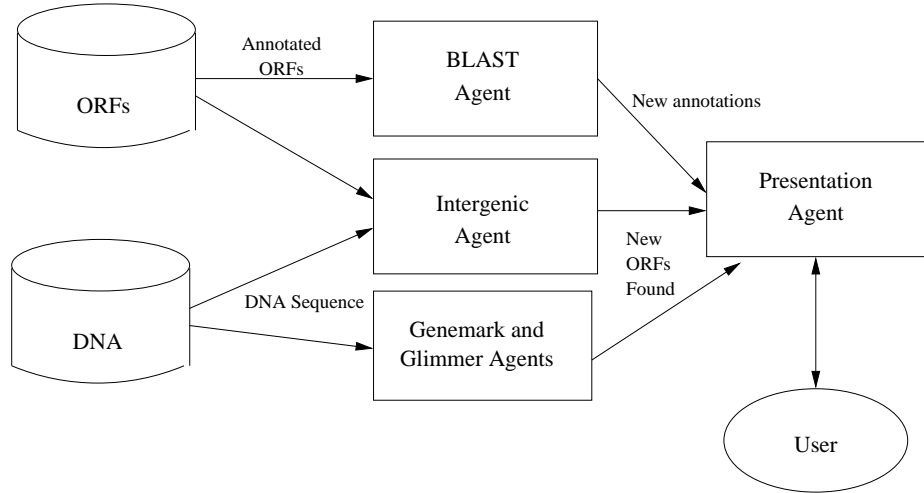 ORFs
Annotated
ORFs
BLAST
Agent
New annotations
Intergenic
Agent
Presentation
Agent
New
ORFs
Found
DNA
DNA Sequence
Genemark and
Glimmer Agents
User